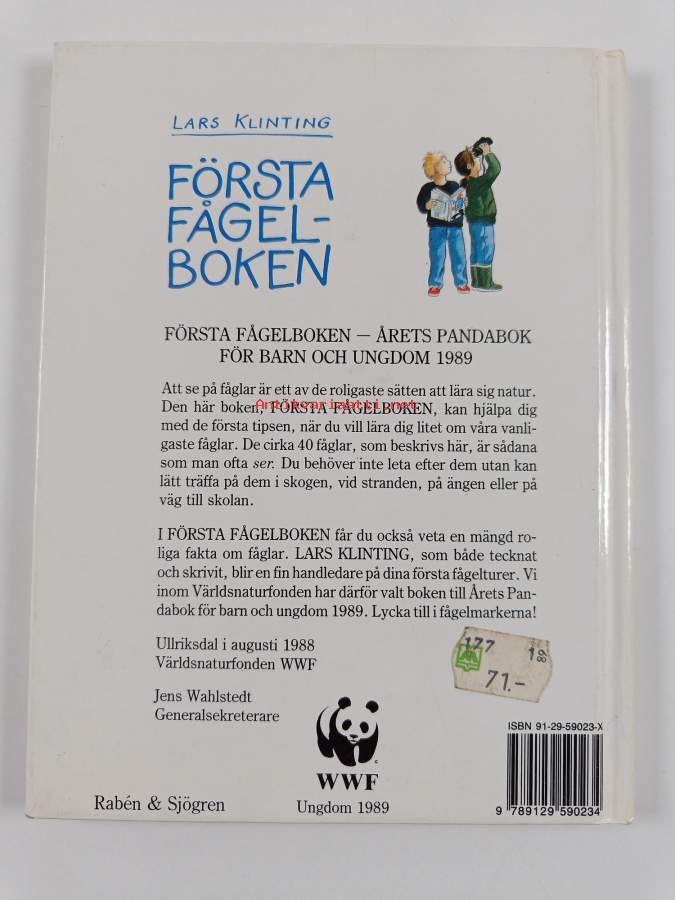 LARS KLINTING
FÖRSTA
FÅGEL-
BOKEN
FÖRSTA FÅGELBOKEN — ÅRETS PANDABOK
FÖR BARN OCH UNGDOM 1989
Att se på fåglar är ett av de roligaste sätten att lära sig natur.
Antikvariaatti.net
Den här boken, FÖRSTA FÅGELBOKEN, kan hjälpa dig
med de första tipsen, när du vill lära dig litet om våra vanli-
gaste fåglar. De cirka 40 fåglar, som beskrivs här, är sådana
som man ofta ser. Du behöver inte leta efter dem utan kan
lätt träffa på dem i skogen, vid stranden, på ängen eller på
väg till skolan.
I FÖRSTA FÅGELBOKEN får du också veta en mängd ro-
liga fakta om fåglar. LARS KLINTING, som både tecknat
och skrivit, blir en fin handledare på dina första fågelturer. Vi
inom Världsnaturfonden har därför valt boken till Årets Pan-
dabok för barn och ungdom 1989. Lycka till i fågelmarkerna!
Ullriksdal i augusti 1988
Världsnaturfonden WWF
Jens Wahlstedt
Generalsekreterare
177 1 89
71.-
ISBN 91-29-59023-X
WWF
Rabén & Sjögren
Ungdom 1989
9 789129 590234